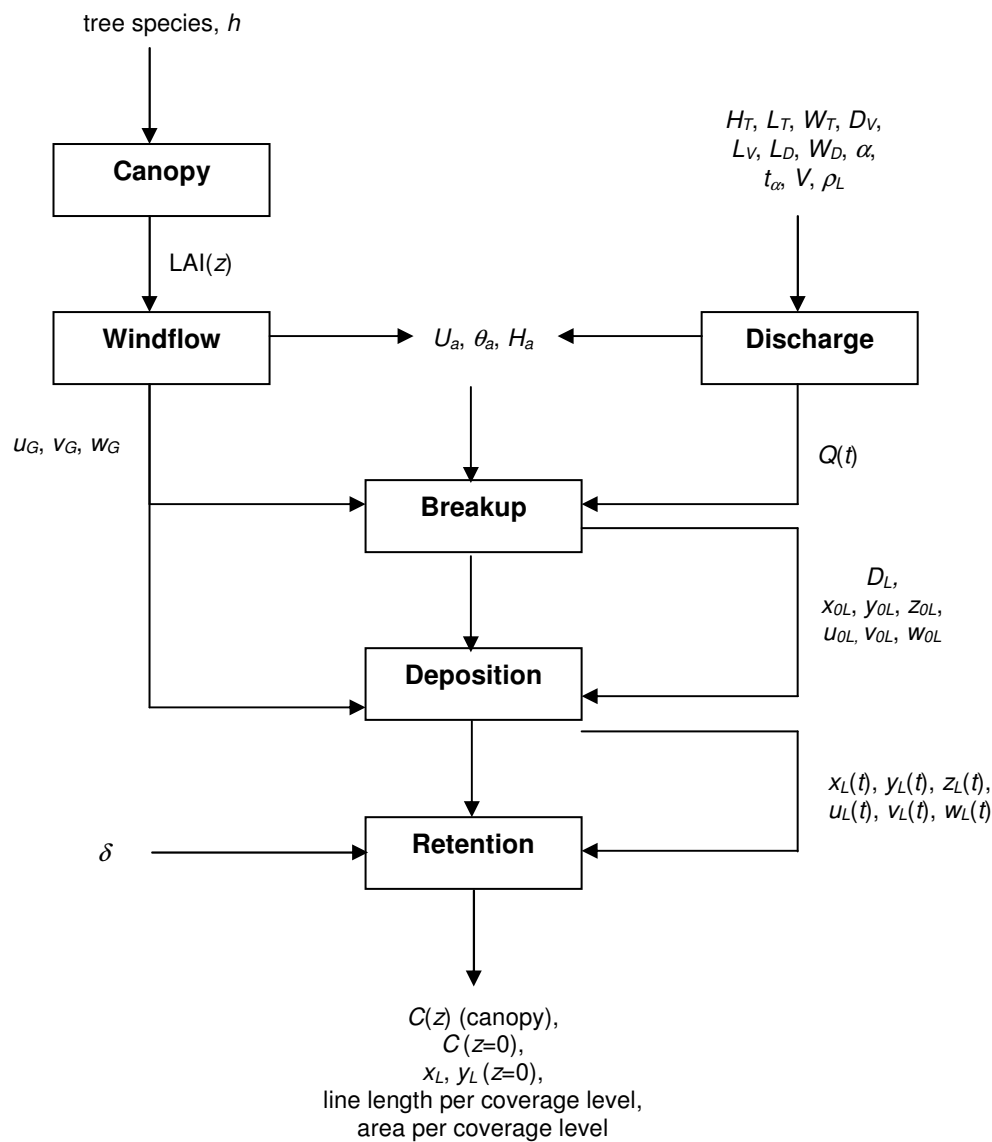 tree species, h
H_T, L_T, W_T, D_V,
L_V, L_D, W_D, α,
t_α, V, ρ_L
Canopy
LAI(z)
Windflow
U_a, θ_a, H_a
Discharge
u_G, v_G, w_G
Q(t)
Breakup
D_L,
x_0L, y_0L, z_0L,
u_0L, v_0L, w_0L
Deposition
x_L(t), y_L(t), z_L(t),
u_L(t), v_L(t), w_L(t)
δ
Retention
C(z) (canopy),
C(z=0),
x_L, y_L (z=0),
line length per coverage level,
area per coverage level